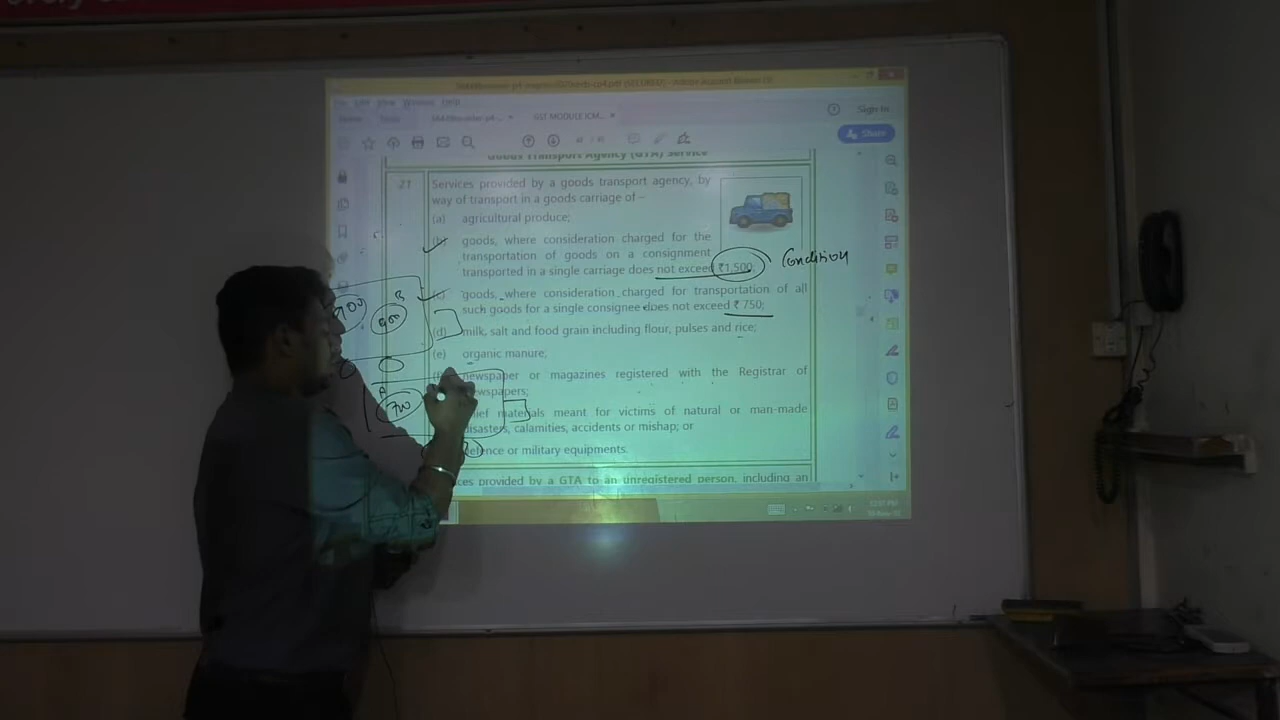 Sign In
GST MODULE ICM...
Share
Goods Transport Agency (GTA) Service
21 Services provided by a goods transport agency, by
way of transport in a goods carriage of –
(a) agricultural produce;
(b) goods, where consideration charged for the
transportation of goods on a consignment
transported in a single carriage does not exceed ₹1,500;
Condition
(c) goods, where consideration charged for transportation of all
such goods for a single consignee does not exceed ₹ 750;
(d) milk, salt and food grain including flour, pulses and rice;
(e) organic manure;
newspaper or magazines registered with the Registrar of
newspapers;
relief materials meant for victims of natural or man-made
disasters, calamities, accidents or mishap; or
defence or military equipments.
provided by a GTA to an unregistered person, including an
B
900
A
700